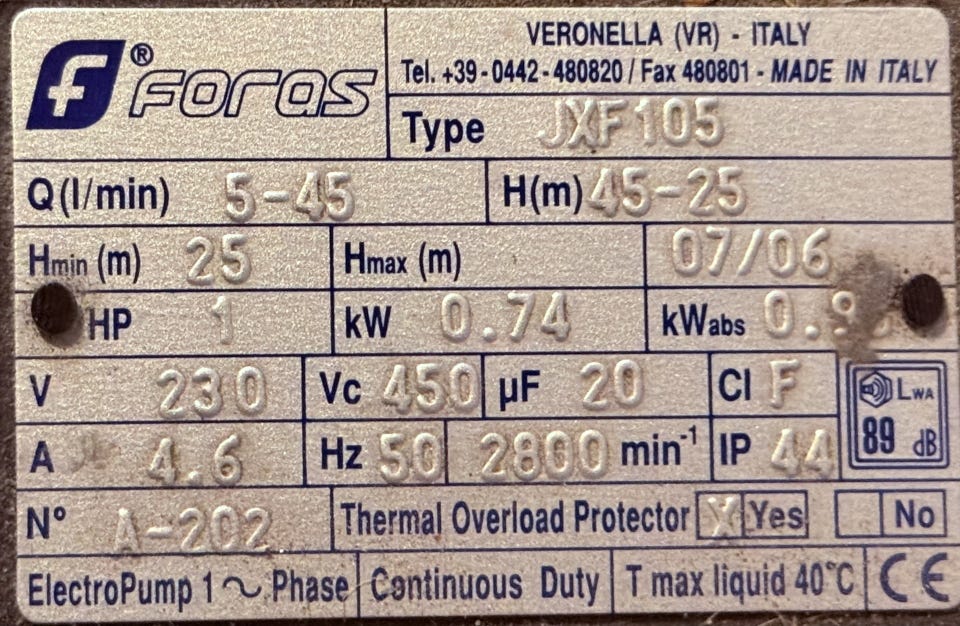 f® foras
VERONELLA (VR) - ITALY
Tel. +39-0442-480820 / Fax 480801 - MADE IN ITALY
Type JXF105
Q (l/min) 5-45 H(m) 45-25
Hmin (m) 25 Hmax (m) 07/06
HP 1 kW 0.74 kWabs
V 230 Vc 450 µF 20 Cl F
LWA
89 dB
A 4.6 Hz 50 2800 min-1 IP 44
N° A-202 Thermal Overload Protector X Yes No
ElectroPump 1 ~ Phase Continuous Duty T max liquid 40°C CE